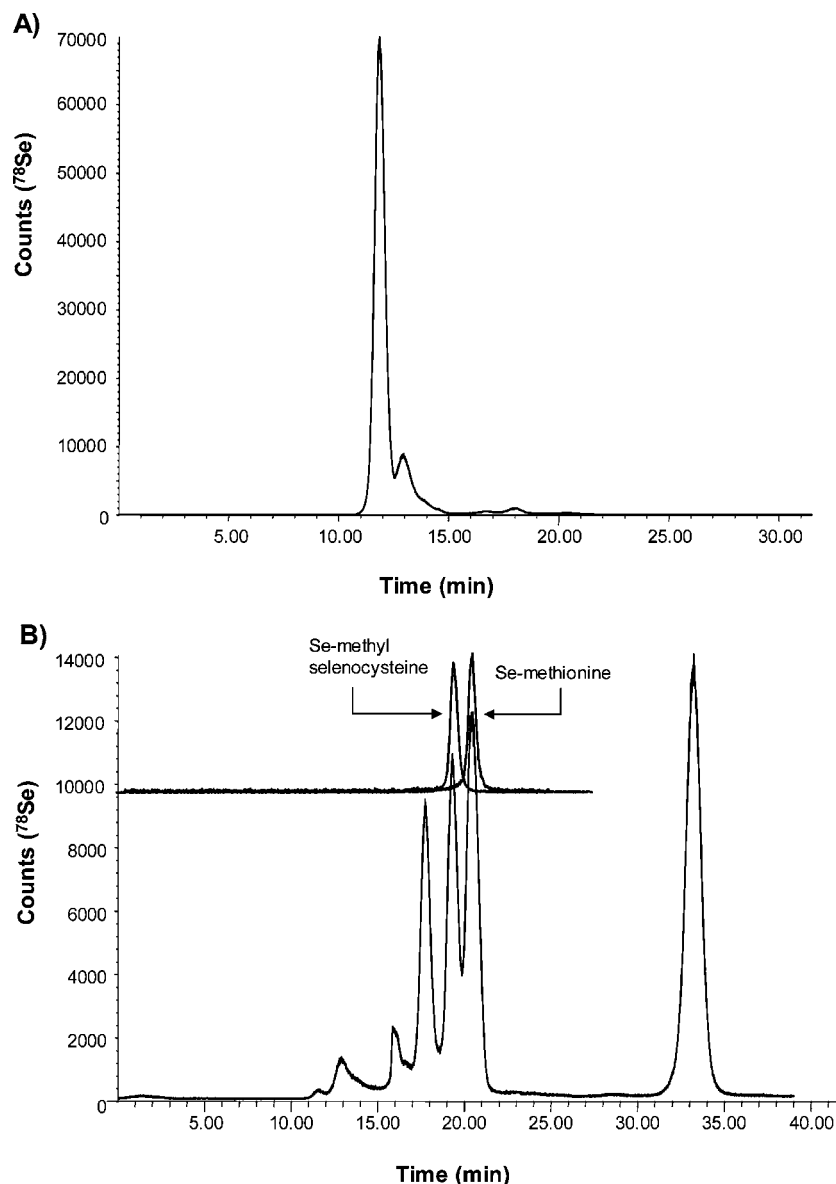 A)
70000
60000
50000
40000
30000
20000
10000
0
Counts (⁷⁸Se)
5.00 10.00 15.00 20.00 25.00 30.00
Time (min)
B)
Se-methyl
selenocysteine
Se-methionine
14000
12000
10000
8000
6000
4000
2000
0
Counts (⁷⁸Se)
5.00 10.00 15.00 20.00 25.00 30.00 35.00 40.00
Time (min)